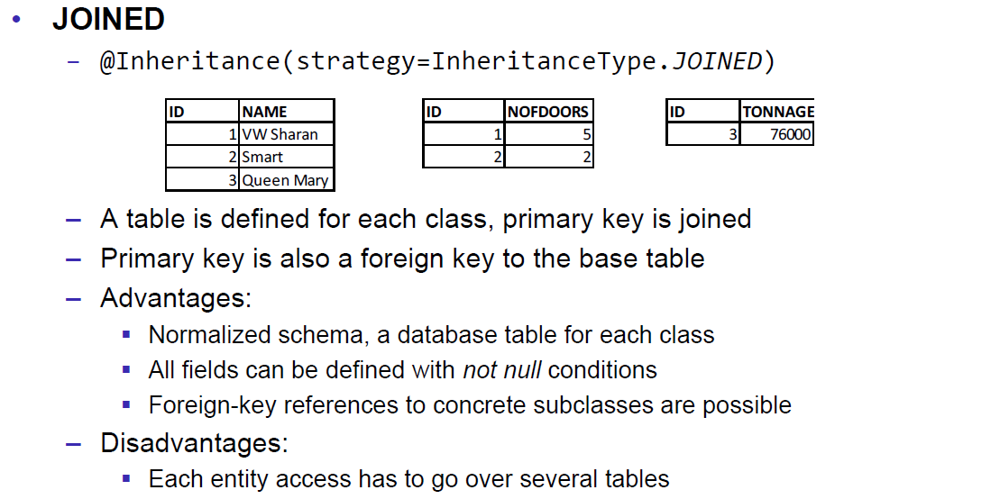 • JOINED
– @Inheritance(strategy=InheritanceType.JOINED)
ID NAME ID NOFDOORS ID TONNAGE
1 VW Sharan 1 5 3 76000
2 Smart 2 2
3 Queen Mary
– A table is defined for each class, primary key is joined
– Primary key is also a foreign key to the base table
– Advantages:
▪ Normalized schema, a database table for each class
▪ All fields can be defined with not null conditions
▪ Foreign-key references to concrete subclasses are possible
– Disadvantages:
▪ Each entity access has to go over several tables